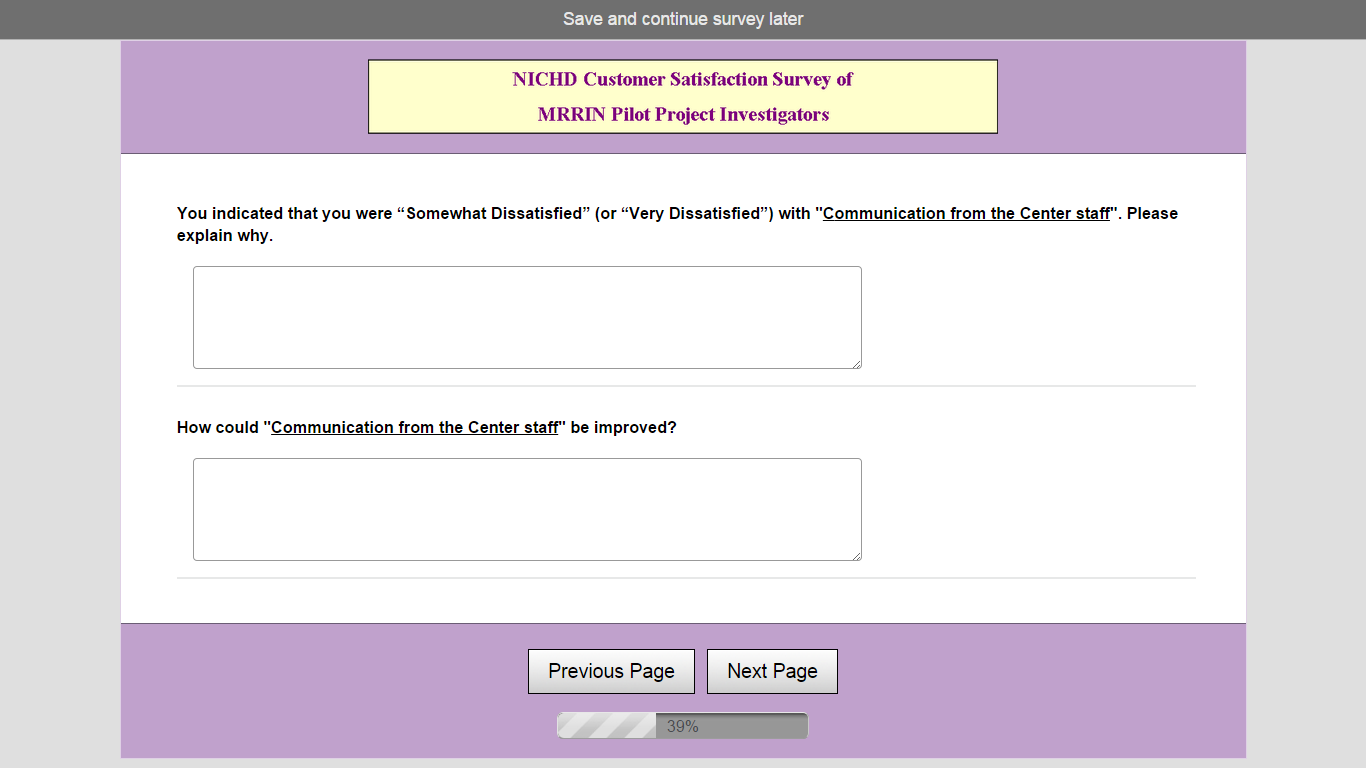 Save and continue survey later
NICHD Customer Satisfaction Survey of
MRRIN Pilot Project Investigators
You indicated that you were “Somewhat Dissatisfied” (or “Very Dissatisfied”) with "Communication from the Center staff". Please
explain why.
How could "Communication from the Center staff" be improved?
Previous Page
Next Page
39%